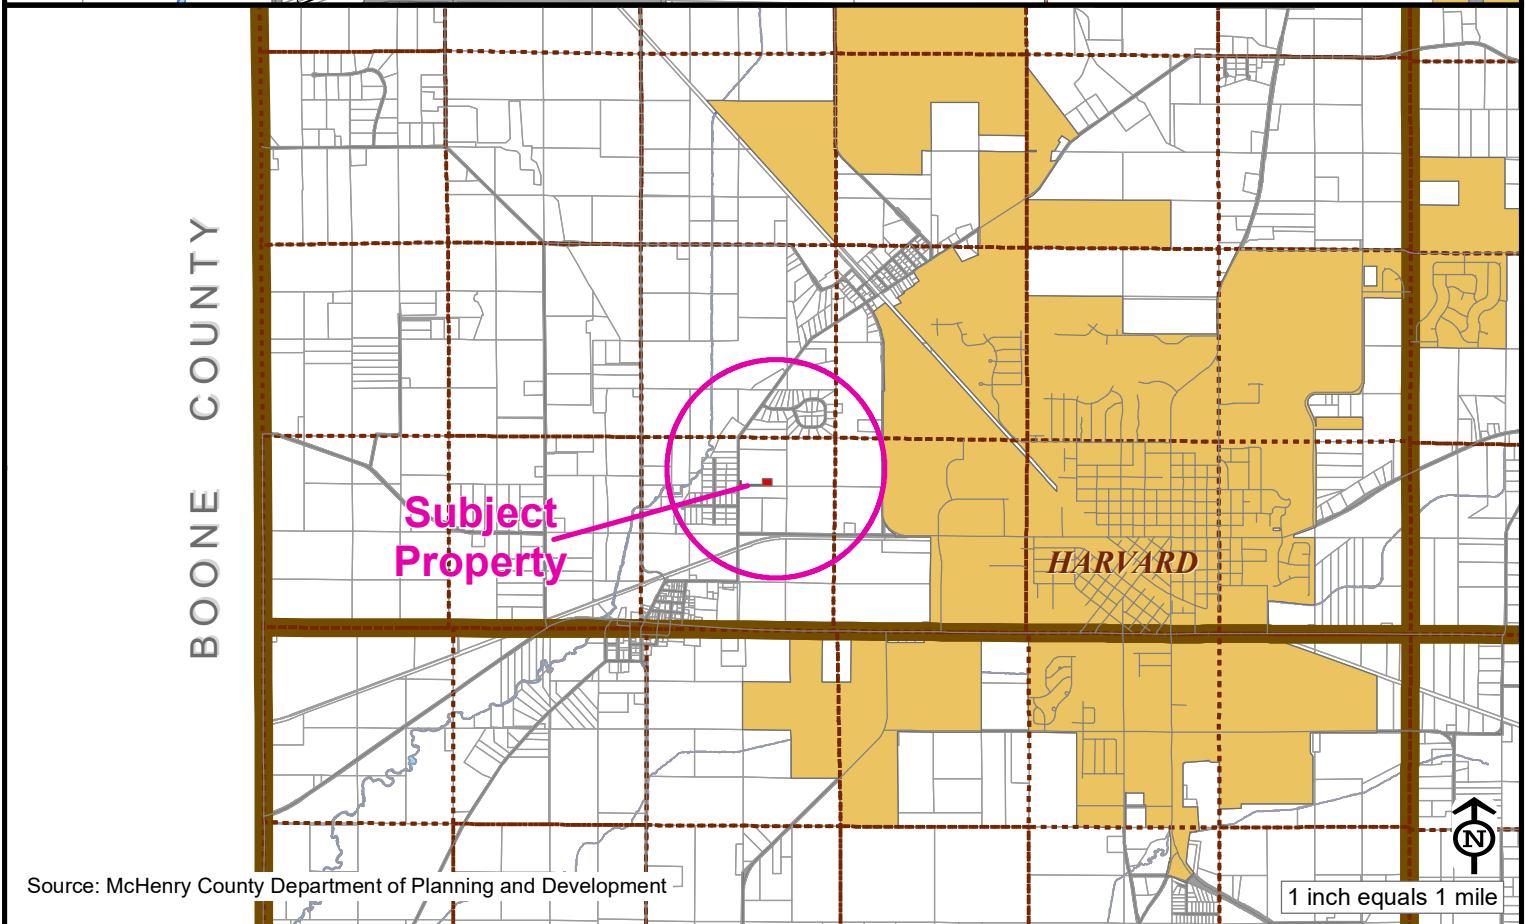 BOONE COUNTY
Subject
Property
HARVARD
N
Source: McHenry County Department of Planning and Development
1 inch equals 1 mile